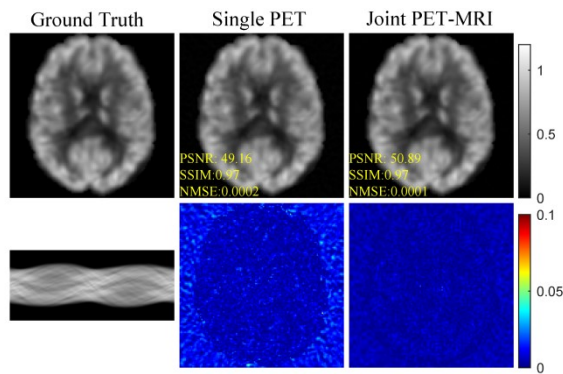 Ground Truth
Single PET
Joint PET-MRI
PSNR: 49.16
SSIM:0.97
NMSE:0.0002
PSNR: 50.89
SSIM:0.97
NMSE:0.0001
1
0.5
0
0.1
0.05
0